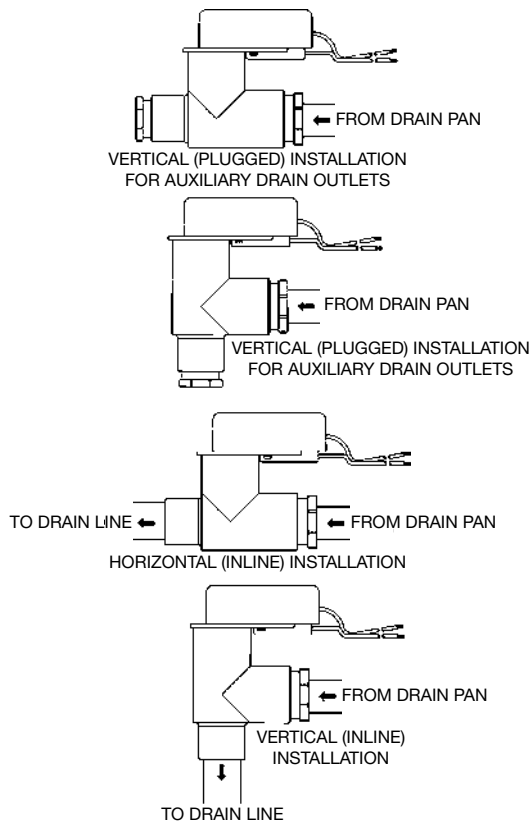 FROM DRAIN PAN
VERTICAL (PLUGGED) INSTALLATION
FOR AUXILIARY DRAIN OUTLETS
FROM DRAIN PAN
VERTICAL (PLUGGED) INSTALLATION
FOR AUXILIARY DRAIN OUTLETS
TO DRAIN LINE
FROM DRAIN PAN
HORIZONTAL (INLINE) INSTALLATION
FROM DRAIN PAN
VERTICAL (INLINE)
INSTALLATION
TO DRAIN LINE